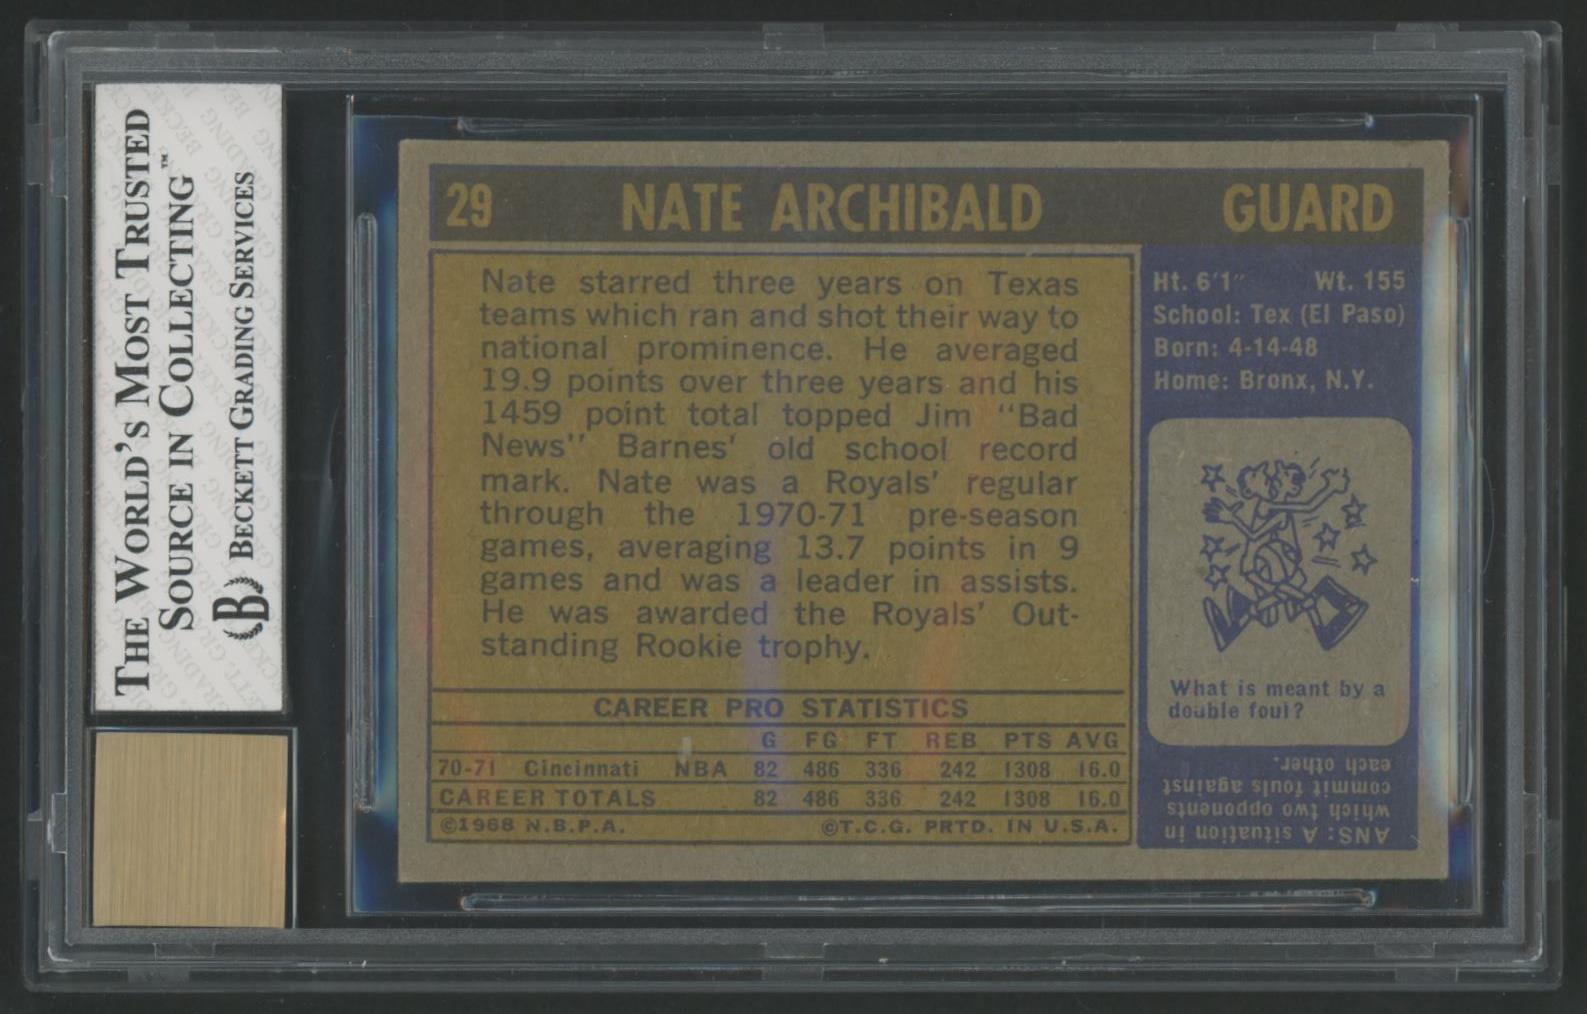 THE WORLD'S MOST TRUSTED
SOURCE IN COLLECTING™
B BECKETT GRADING SERVICES
29 NATE ARCHIBALD GUARD
Nate starred three years on Texas
teams which ran and shot their way to
national prominence. He averaged
19.9 points over three years and his
1459 point total topped Jim "Bad
News" Barnes' old school record
mark. Nate was a Royals' regular
through the 1970-71 pre-season
games, averaging 13.7 points in 9
games and was a leader in assists.
He was awarded the Royals' Out-
standing Rookie trophy.
CAREER PRO STATISTICS
G FG FT REB PTS AVG
70-71 Cincinnati NBA 82 486 336 242 1308 16.0
CAREER TOTALS 82 486 336 242 1308 16.0
©1968 N.B.P.A. ©T.C.G. PRTD. IN U.S.A.
Ht. 6'1" Wt. 155
School: Tex (El Paso)
Born: 4-14-48
Home: Bronx, N.Y.
What is meant by a
double foul?
ANS: A situation in
which two opponents
commit fouls against
each other.